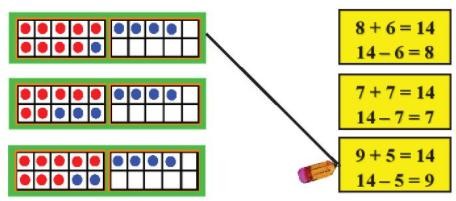 8 + 6 = 14
14 – 6 = 8
7 + 7 = 14
14 – 7 = 7
9 + 5 = 14
14 – 5 = 9